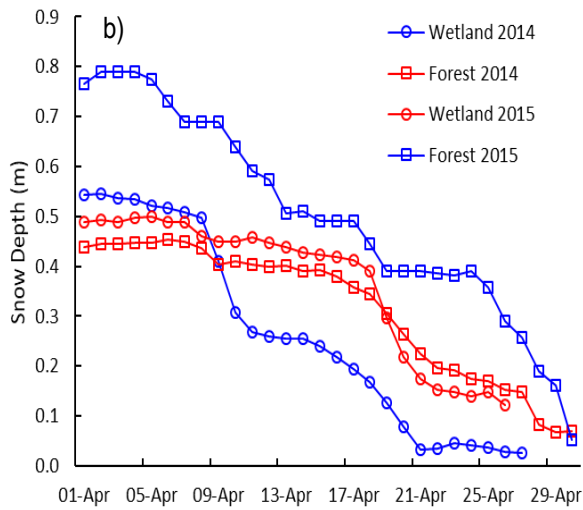 b)
Wetland 2014
Forest 2014
Wetland 2015
Forest 2015
Snow Depth (m)
0.9
0.8
0.7
0.6
0.5
0.4
0.3
0.2
0.1
0.0
01-Apr 05-Apr 09-Apr 13-Apr 17-Apr 21-Apr 25-Apr 29-Apr